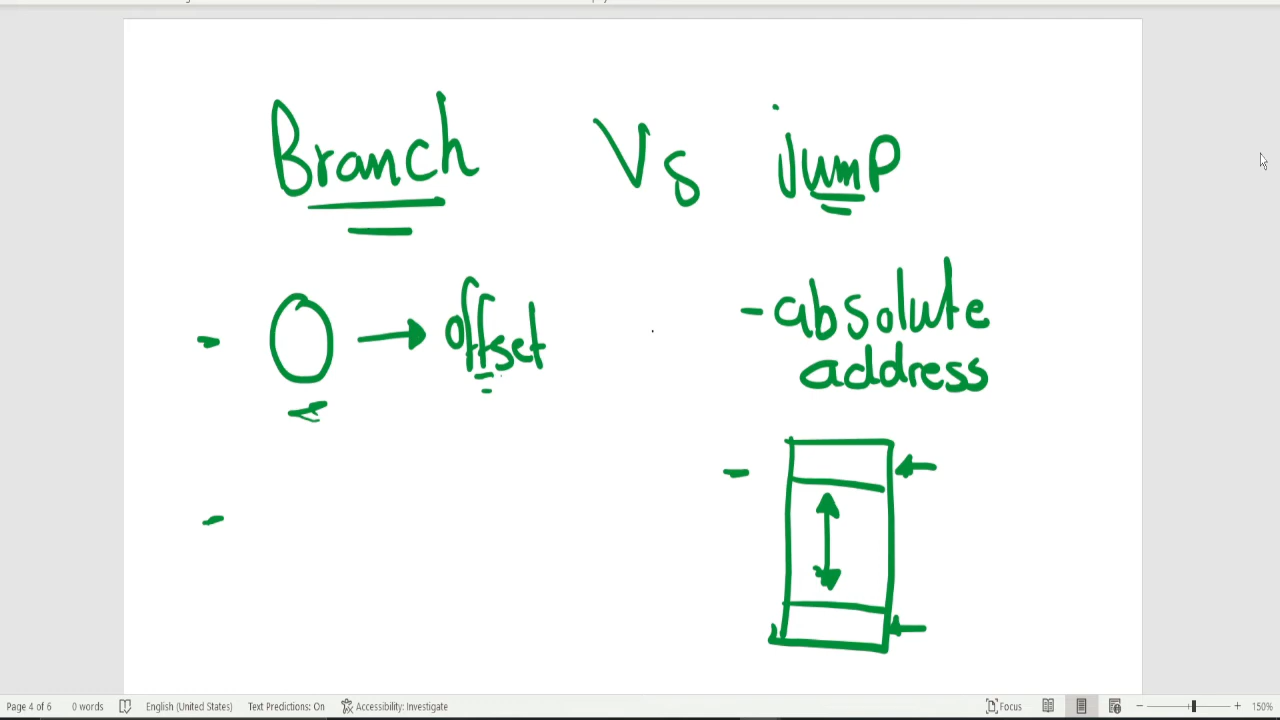 Branch Vs jump
- → offset
- absolute
address
-
-
Page 4 of 6 0 words English (United States) Text Predictions: On Accessibility: Investigate Focus 150%